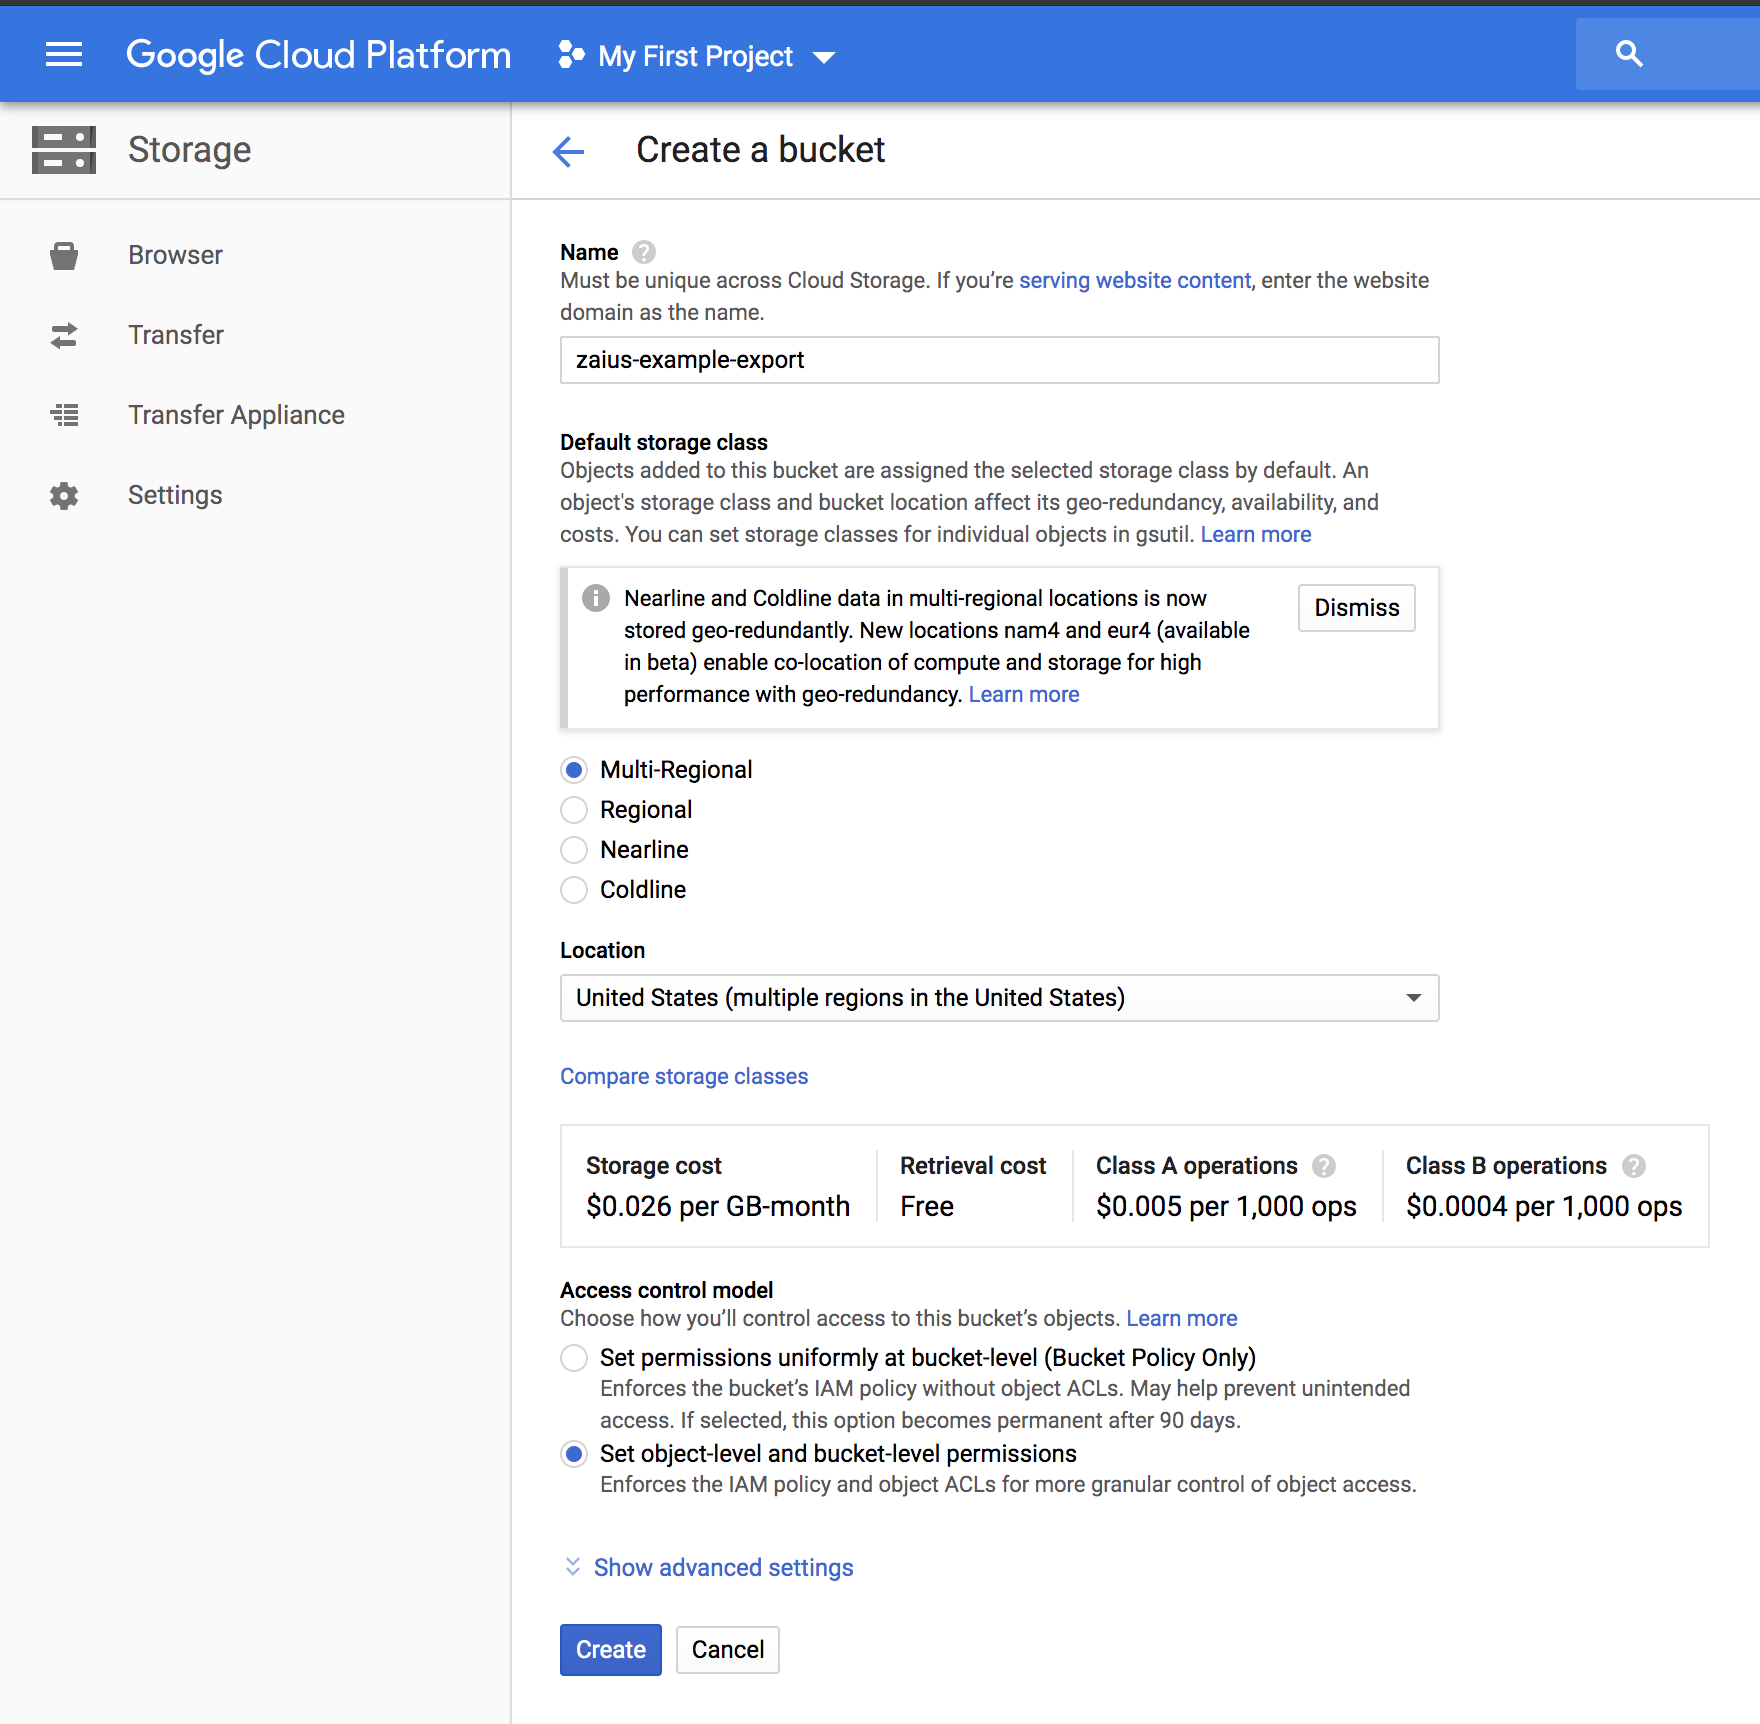 Google Cloud Platform My First Project
Storage
Create a bucket
Browser
Transfer
Transfer Appliance
Settings
Name
Must be unique across Cloud Storage. If you’re serving website content, enter the website
domain as the name.
zaius-example-export
Default storage class
Objects added to this bucket are assigned the selected storage class by default. An
object's storage class and bucket location affect its geo-redundancy, availability, and
costs. You can set storage classes for individual objects in gsutil. Learn more
Nearline and Coldline data in multi-regional locations is now
stored geo-redundantly. New locations nam4 and eur4 (available
in beta) enable co-location of compute and storage for high
performance with geo-redundancy. Learn more
Dismiss
Multi-Regional
Regional
Nearline
Coldline
Location
United States (multiple regions in the United States)
Compare storage classes
Storage cost
$0.026 per GB-month
Retrieval cost
Free
Class A operations
$0.005 per 1,000 ops
Class B operations
$0.0004 per 1,000 ops
Access control model
Choose how you’ll control access to this bucket’s objects. Learn more
Set permissions uniformly at bucket-level (Bucket Policy Only)
Enforces the bucket’s IAM policy without object ACLs. May help prevent unintended
access. If selected, this option becomes permanent after 90 days.
Set object-level and bucket-level permissions
Enforces the IAM policy and object ACLs for more granular control of object access.
Show advanced settings
Create Cancel